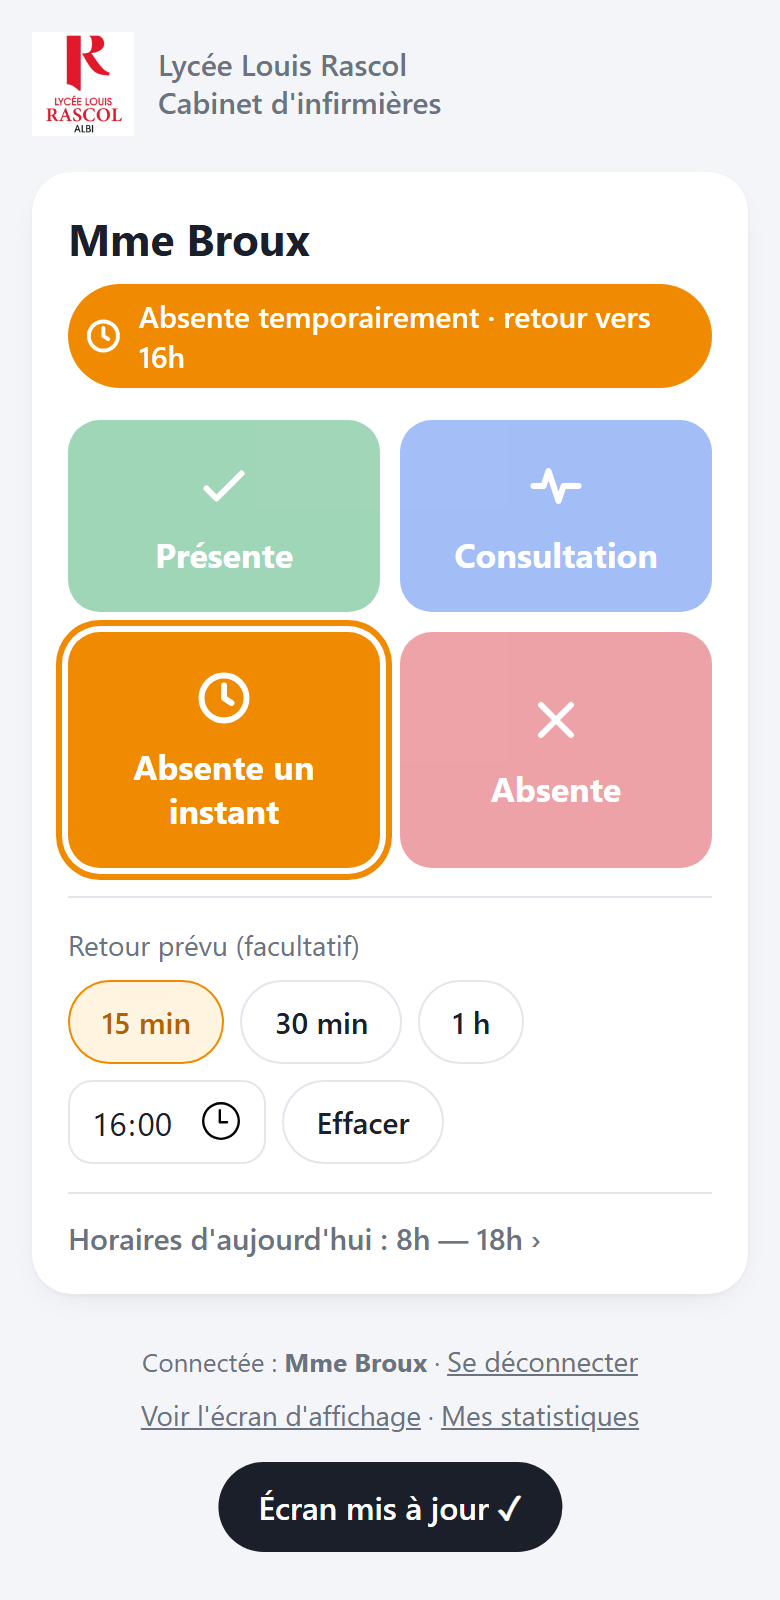 R
LYCÉE LOUIS
RASCOL
ALBI
Lycée Louis Rascol
Cabinet d'infirmières
Mme Broux
Absente temporairement · retour vers
16h
Présente
Consultation
Absente un
instant
Absente
Retour prévu (facultatif)
15 min
30 min
1 h
16:00
Effacer
Horaires d'aujourd'hui : 8h — 18h ›
Connectée : Mme Broux · Se déconnecter
Voir l'écran d'affichage · Mes statistiques
Écran mis à jour ✓